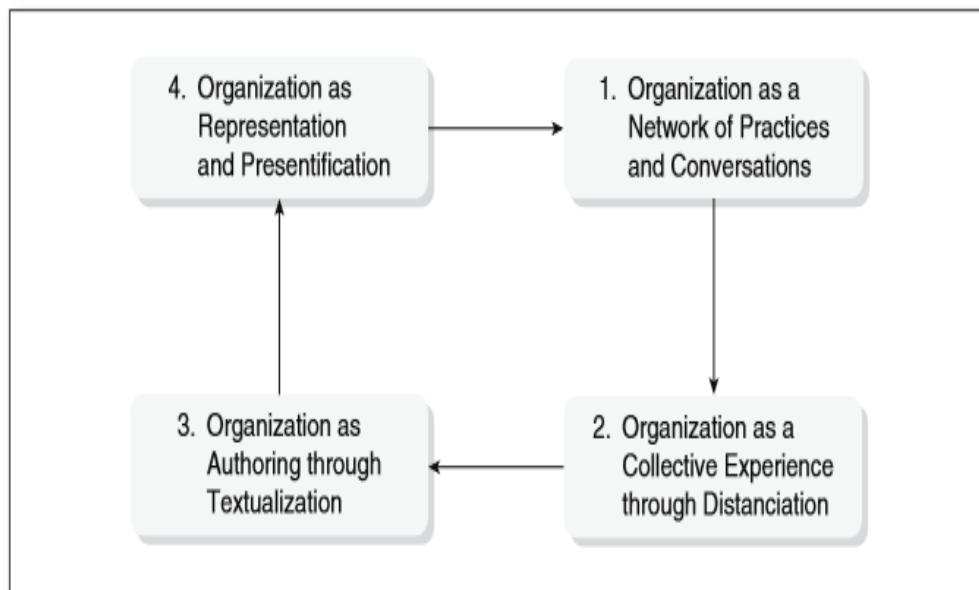 4. Organization as
Representation
and Presentification
1. Organization as a
Network of Practices
and Conversations
3. Organization as
Authoring through
Textualization
2. Organization as a
Collective Experience
through Distanciation